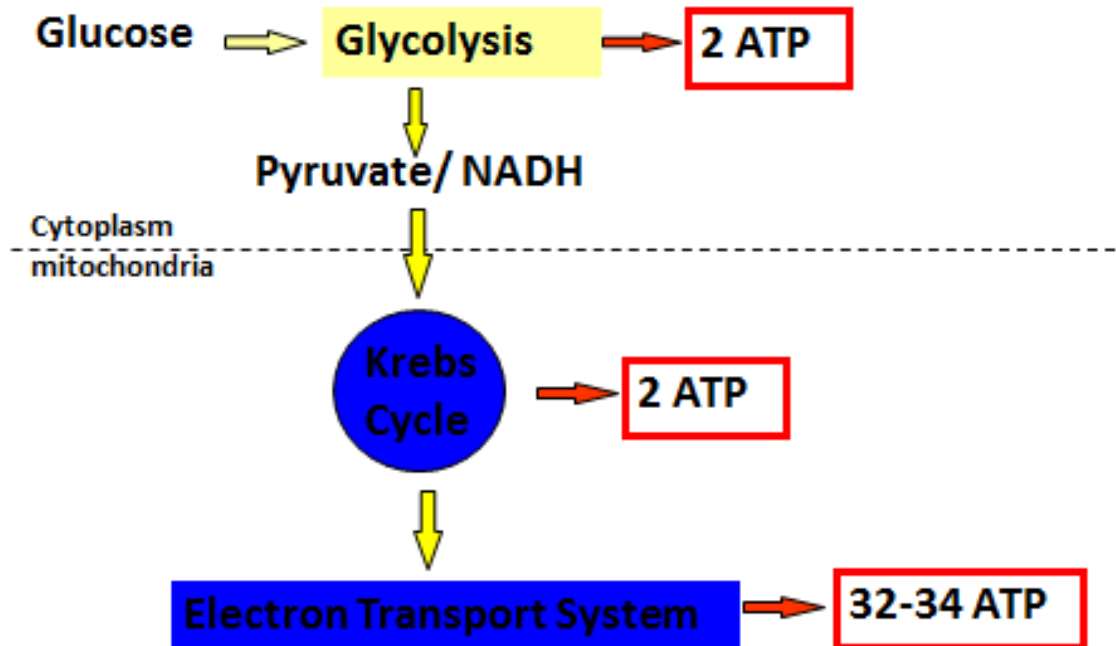 Glucose
Glycolysis
2 ATP
Pyruvate/ NADH
Cytoplasm
mitochondria
Krebs
Cycle
2 ATP
Electron Transport System
32-34 ATP